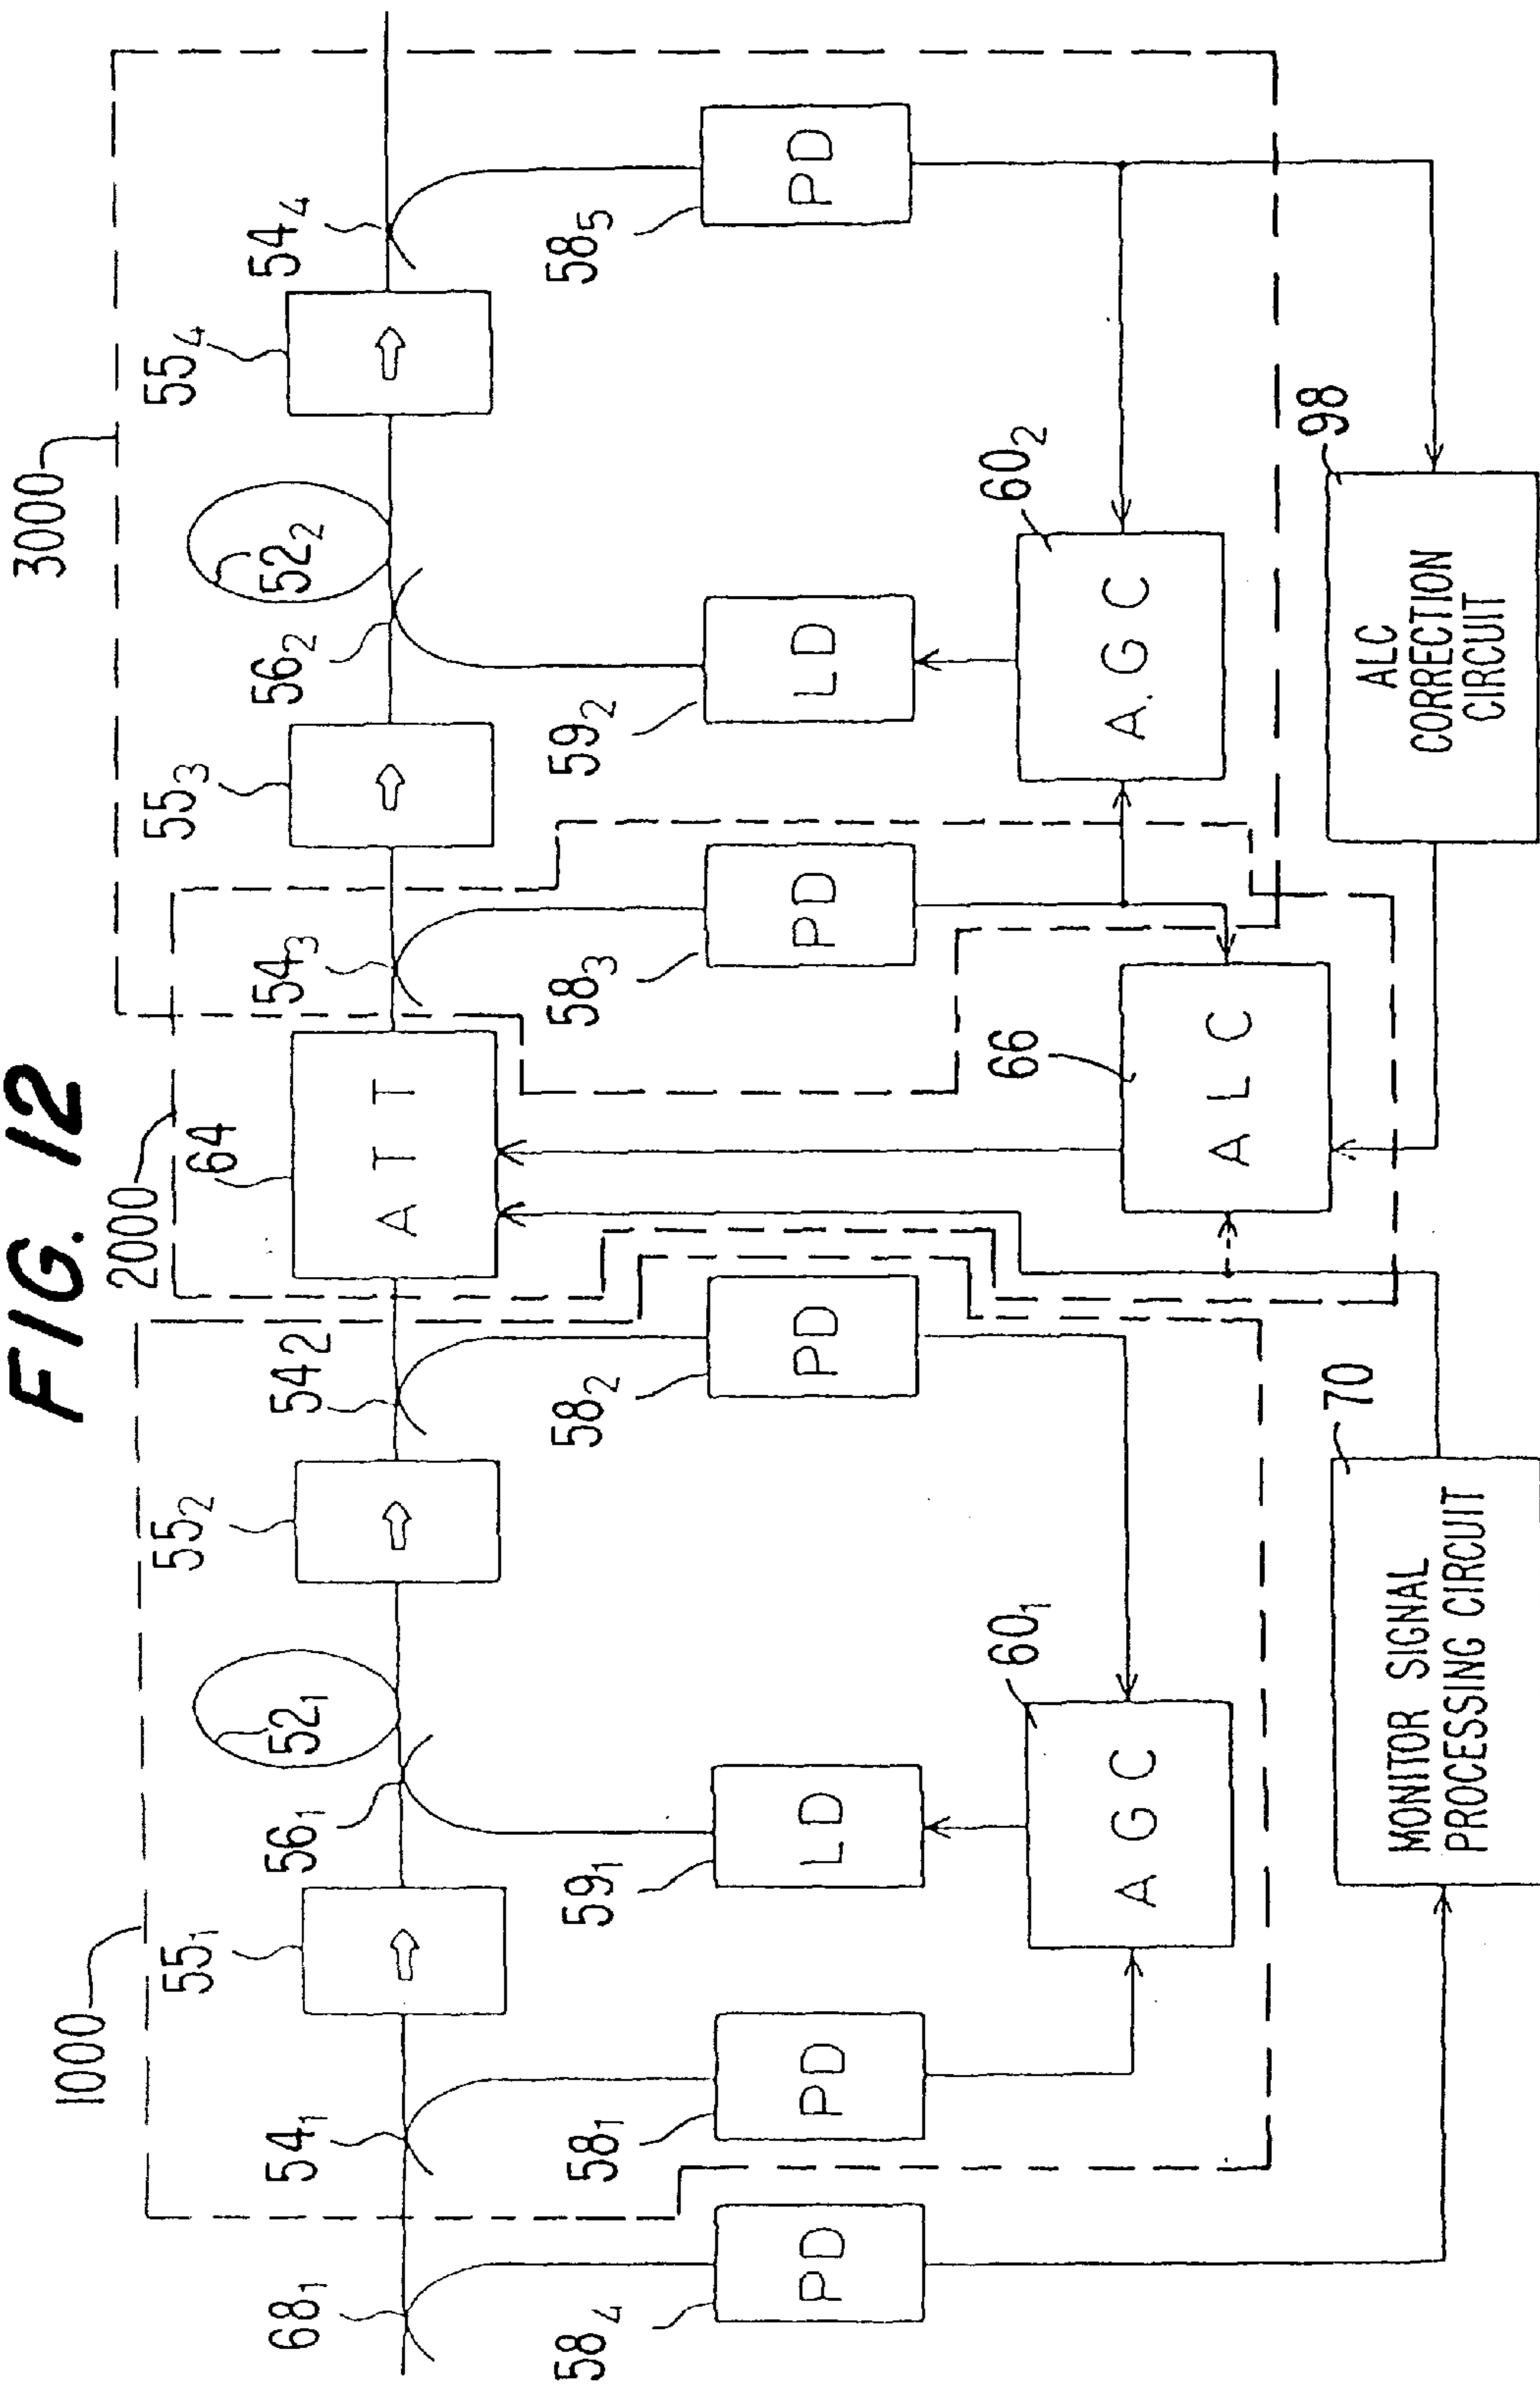 FIG. 12
1000
2000
3000
68₁
54₁
55₁
56₁
52₁
55₂
54₂
64
54₃
55₃
56₂
52₂
55₄
54₄
ATT
58₄
PD
58₁
PD
59₁
LD
58₂
PD
58₃
PD
59₂
LD
58₅
PD
60₁
AGC
66
ALC
60₂
AGC
70
MONITOR SIGNAL
PROCESSING CIRCUIT
98
ALC
CORRECTION
CIRCUIT